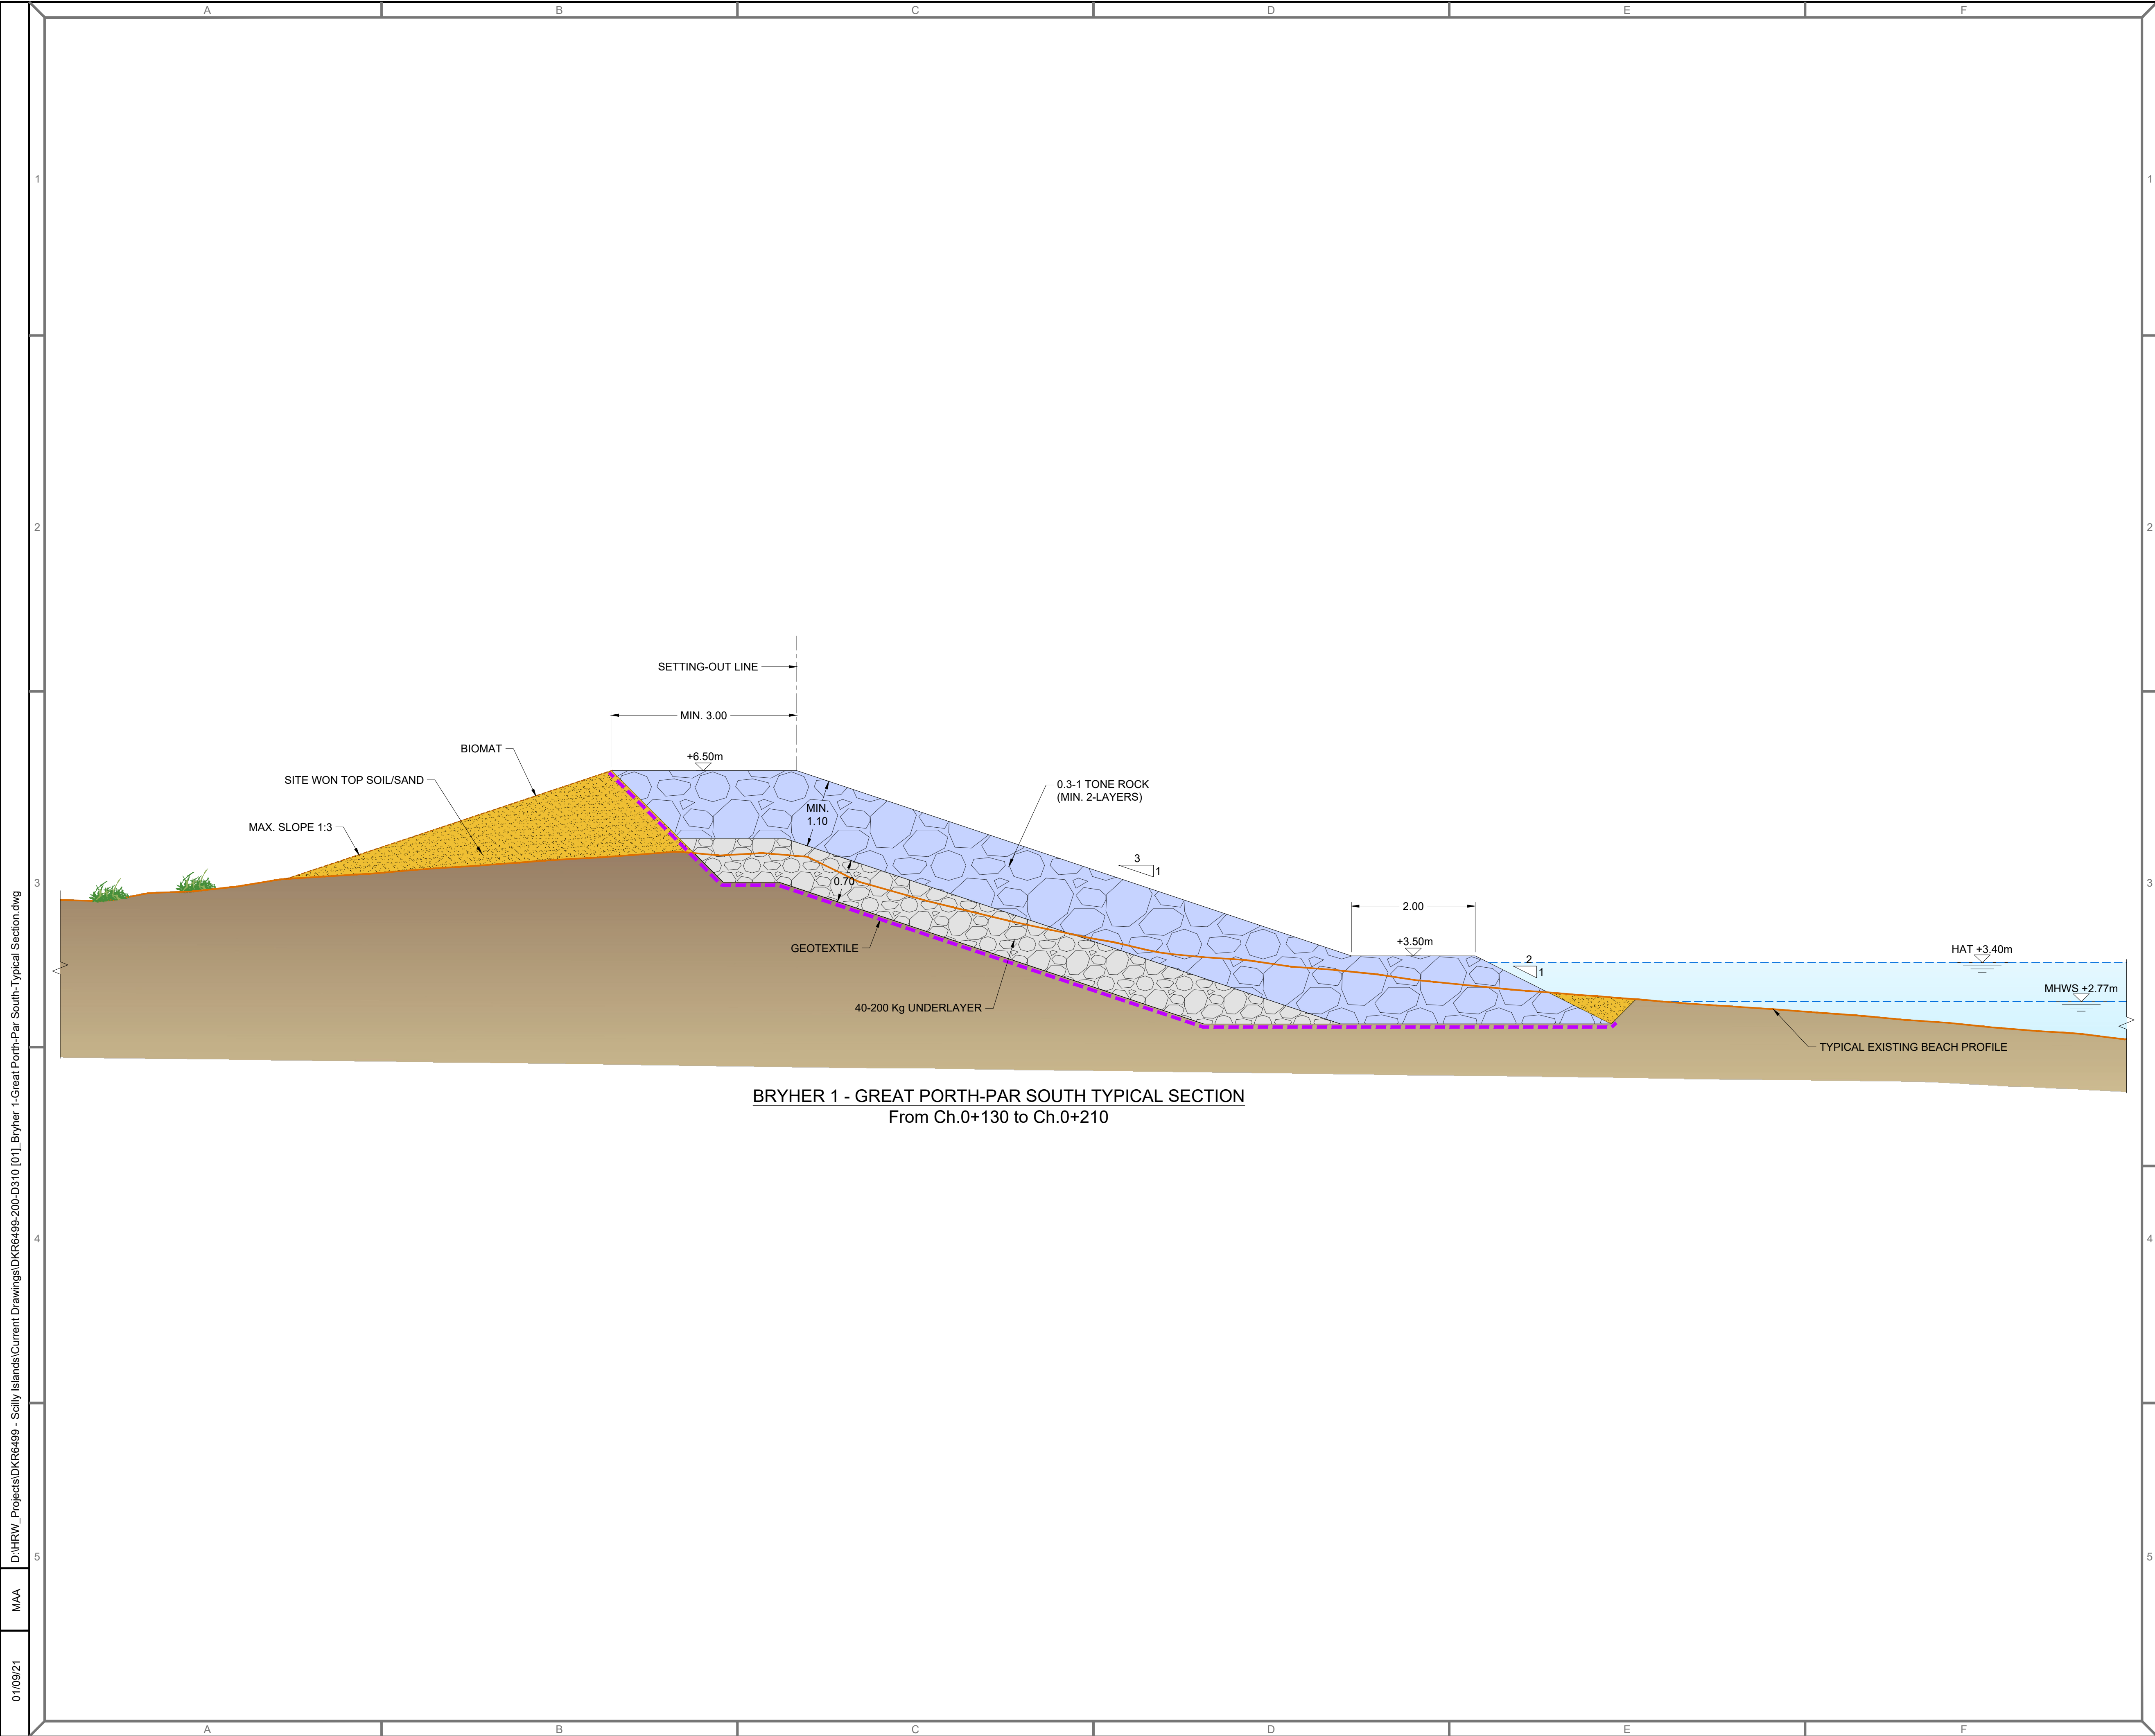 A B C D E F
1 1
2 2
SETTING-OUT LINE
MIN. 3.00
BIOMAT
+6.50m
SITE WON TOP SOIL/SAND
0.3-1 TONE ROCK
(MIN. 2-LAYERS)
MIN.
1.10
MAX. SLOPE 1:3
3
1
0.70
3 3
2.00
GEOTEXTILE
+3.50m
HAT +3.40m
2
1
MHWS +2.77m
40-200 Kg UNDERLAYER
TYPICAL EXISTING BEACH PROFILE
BRYHER 1 - GREAT PORTH-PAR SOUTH TYPICAL SECTION
From Ch.0+130 to Ch.0+210
4 4
5 5
D:\HRW_Projects\DKR6499 - Scilly Islands\Current Drawings\DKR6499-200-D310 [01]_Bryher 1-Great Porth-Par South-Typical Section.dwg
MAA
01/09/21
A B C D E F